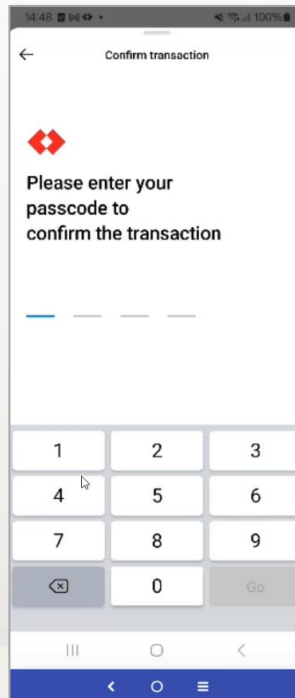 14:48 100%
Confirm transaction
Please enter your
passcode to
confirm the transaction
1 2 3
4 5 6
7 8 9
0 Go